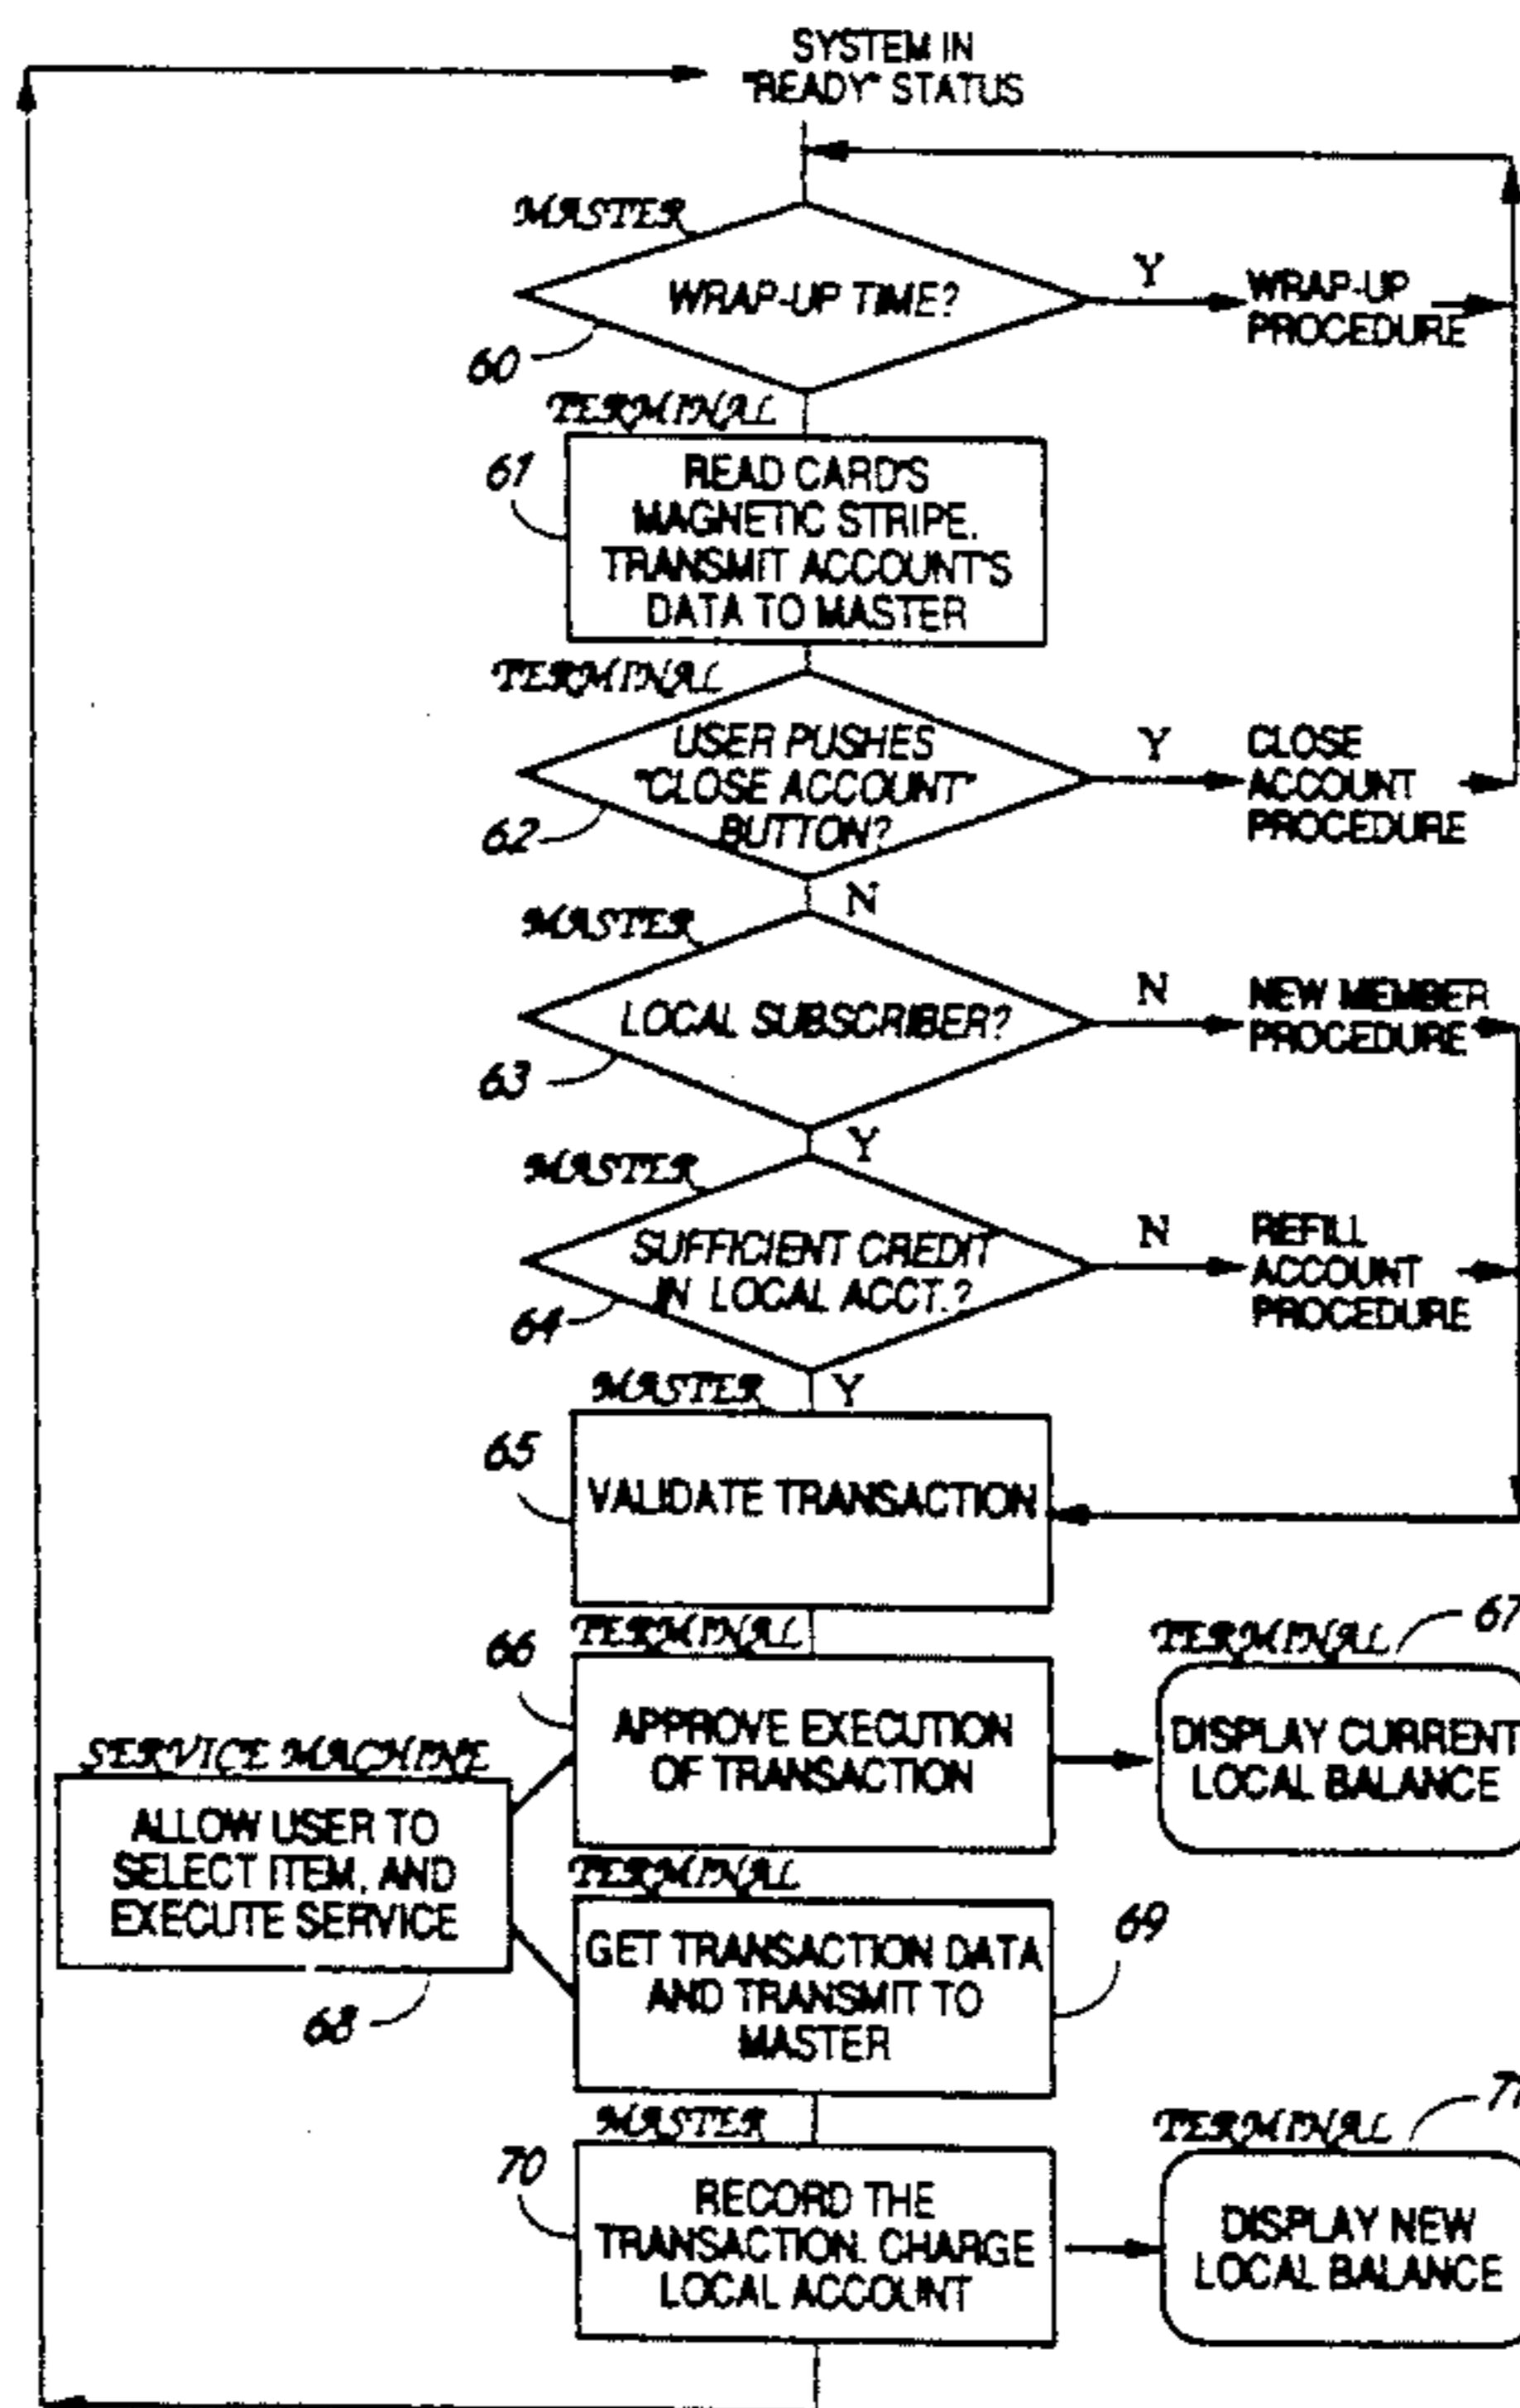 SYSTEM IN
"READY" STATUS
MASTER
WRAP-UP TIME?
60
Y
WRAP-UP
PROCEDURE
TERMINAL
61
READ CARD'S
MAGNETIC STRIPE.
TRANSMIT ACCOUNT'S
DATA TO MASTER
TERMINAL
USER PUSHES
"CLOSE ACCOUNT"
BUTTON?
62
Y
CLOSE
ACCOUNT
PROCEDURE
N
MASTER
LOCAL SUBSCRIBER?
63
N
NEW MEMBER
PROCEDURE
Y
MASTER
SUFFICIENT CREDIT
IN LOCAL ACCT.?
64
N
REFILL
ACCOUNT
PROCEDURE
Y
MASTER
65
VALIDATE TRANSACTION
TERMINAL
66
APPROVE EXECUTION
OF TRANSACTION
TERMINAL
67
DISPLAY CURRENT
LOCAL BALANCE
SERVICE MACHINE
ALLOW USER TO
SELECT ITEM, AND
EXECUTE SERVICE
68
TERMINAL
GET TRANSACTION DATA
AND TRANSMIT TO
MASTER
69
MASTER
70
RECORD THE
TRANSACTION. CHARGE
LOCAL ACCOUNT
TERMINAL
71
DISPLAY NEW
LOCAL BALANCE